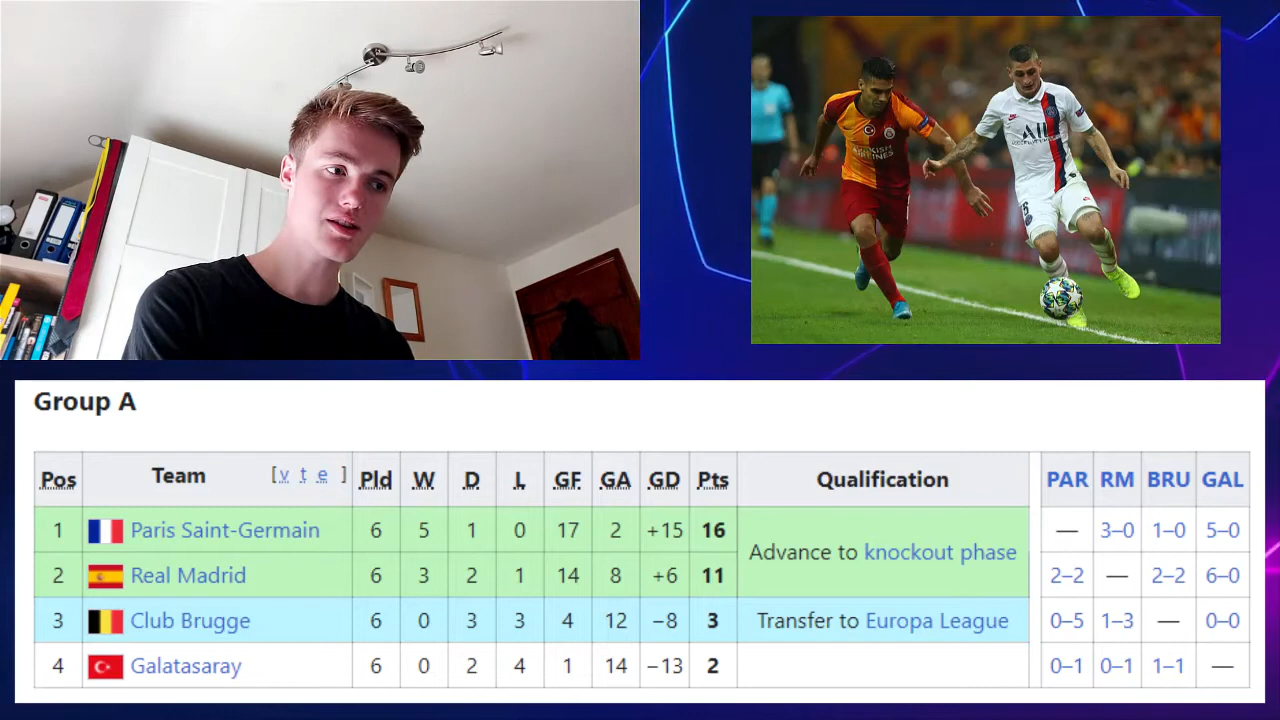 AII
TURKISH
AIRLINES
Group A
Pos Team [ v t e ] Pld W D L GF GA GD Pts Qualification PAR RM BRU GAL
1 Paris Saint-Germain 6 5 1 0 17 2 +15 16 Advance to knockout phase — 3–0 1–0 5–0
2 Real Madrid 6 3 2 1 14 8 +6 11 2–2 — 2–2 6–0
3 Club Brugge 6 0 3 3 4 12 −8 3 Transfer to Europa League 0–5 1–3 — 0–0
4 Galatasaray 6 0 2 4 1 14 −13 2 0–1 0–1 1–1 —